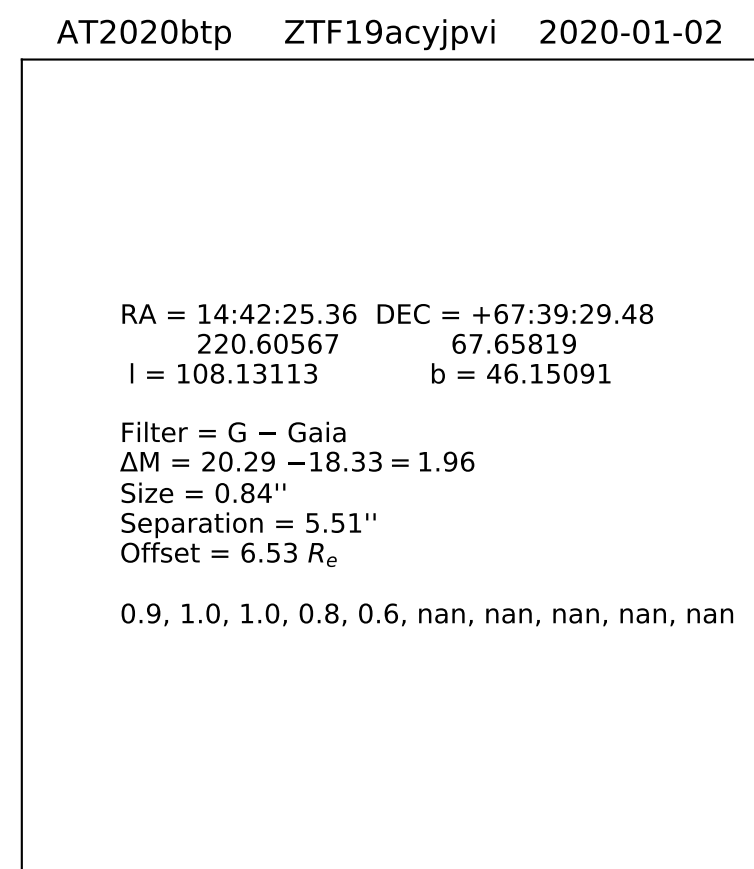 AT2020btp ZTF19acyjpvi 2020-01-02
RA = 14:42:25.36 DEC = +67:39:29.48
220.60567 67.65819
l = 108.13113 b = 46.15091
Filter = G − Gaia
ΔM = 20.29 −18.33 = 1.96
Size = 0.84''
Separation = 5.51''
Offset = 6.53 Re
0.9, 1.0, 1.0, 0.8, 0.6, nan, nan, nan, nan, nan